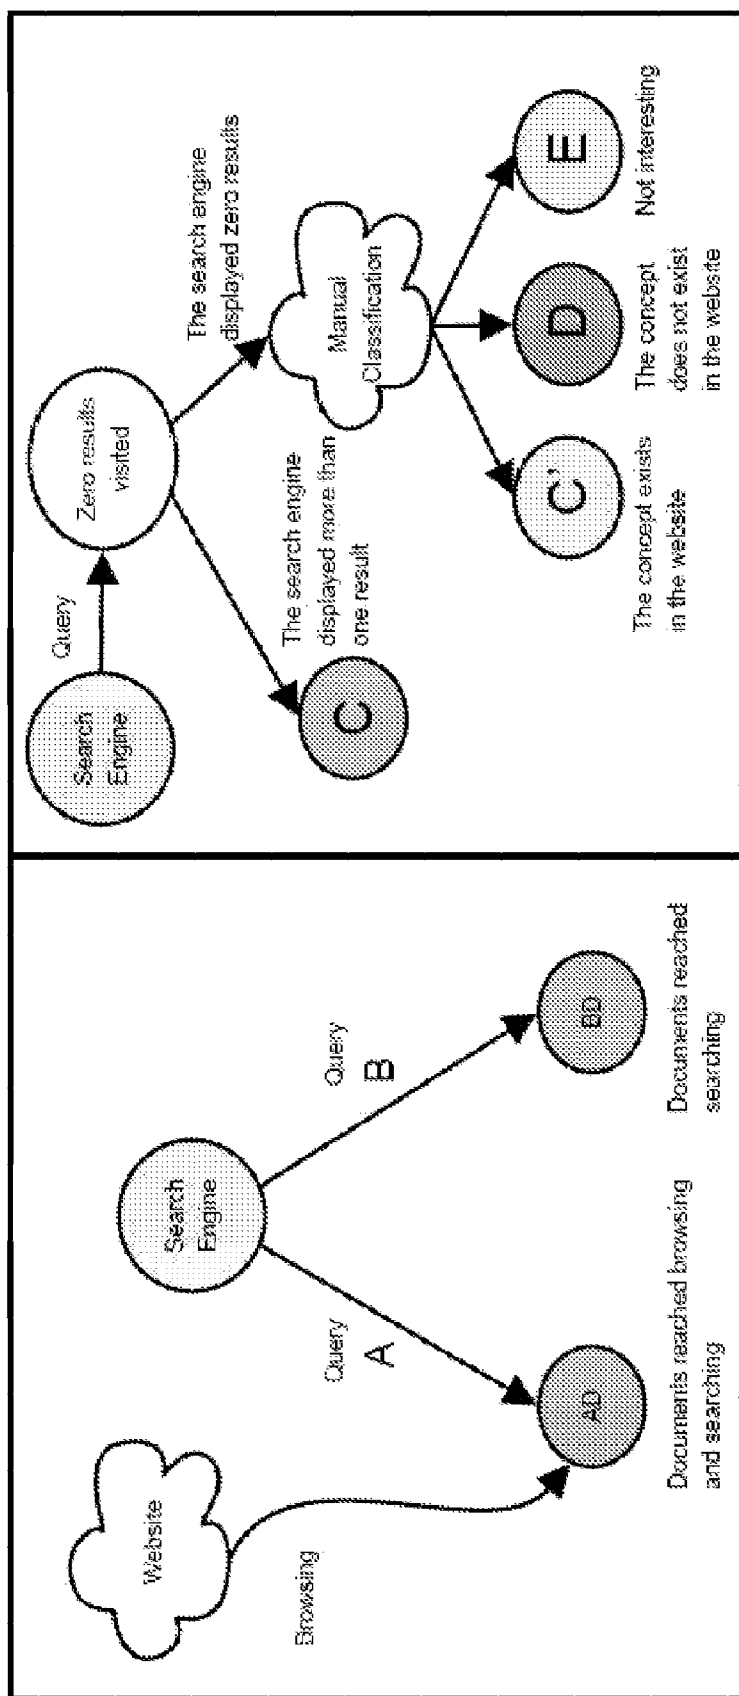 Website
Browsing
Search
Engine
Query
A
Query
B
AD
Documents reached browsing
and searching
BD
Documents reached
searching
Search
Engine
Query
Zero results
visited
The search engine
displayed more than
one result
C
The search engine
displayed zero results
Manual
Classification
C'
The concept exists
in the website
D
The concept
does not exist
in the website
E
Not interesting